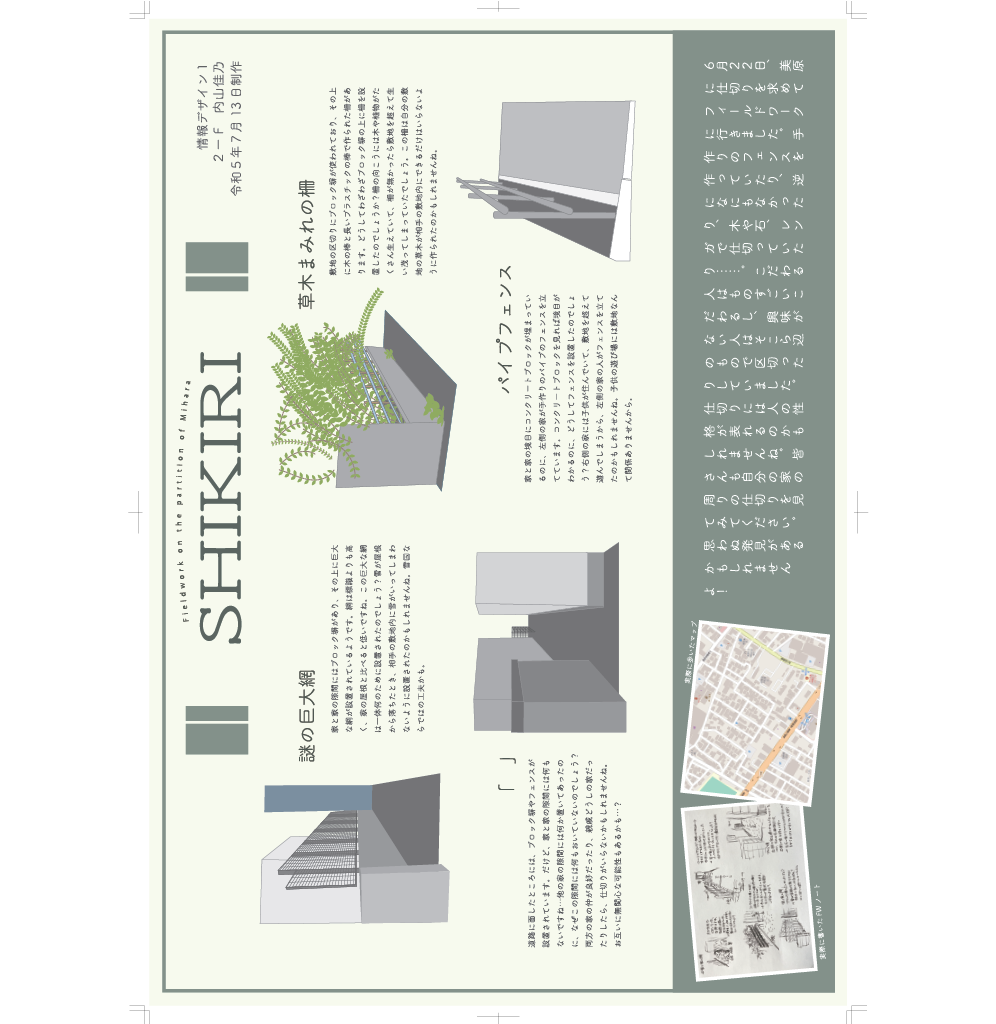 Fieldwork on the partition of Mihara
SHIKIRI
情報デザイン1
2－F　内山佳乃
令和5年7月13日制作
謎の巨大網
家と家の隙間にはブロック塀があり、その上に巨大
な網が設置されているようです。網は標識よりも高
く、家の屋根と比べると低いですね。この巨大な網
は一体何のために設置されたのでしょう？雪が屋根
から落ちたとき、相手の敷地内に雪がいってしまわ
ないように設置されたのかもしれませんね。雪国な
らではの工夫かも。
草木まみれの柵
敷地の区切りにブロック塀が使われており、その上
に木の棒と長いプラスチックの棒で作られた柵があ
ります。どうしてわざわざブロック塀の上に柵を設
置したのでしょうか？柵の向こうには木や植物がた
くさん生えていて、柵が無かったら敷地を超えて生
い茂ってしまっていたでしょう。この柵は自分の敷
地の草木が相手の敷地内にできるだけはいらないよ
うに作られたのかもしれませんね。
「　」
道路に面したところには、ブロック塀やフェンスが
設置されています。だけど、家と家の隙間には何も
ないですね…他の家の隙間には何か置いてあったの
に、なぜこの隙間には何もおいていないのでしょう？
両方の家の仲が良好だったり、親戚どうしの家だっ
たりしたら、仕切りがいらないかもしれませんね。
お互いに無関心な可能性もあるかも…？
パイプフェンス
家と家の境目にコンクリートブロックが埋まってい
るのに、左側の家が手作りのパイプのフェンスを立
てています。コンクリートブロックを見れば境目が
わかるのに、どうしてフェンスを設置したのでしょ
う？右側の家には子供が住んでいて、敷地を超えて
遊んでしまうから、左側の家の人がフェンスを立て
たのかもしれませんね。子供の遊び場には敷地なん
て関係ありませんから。
6月22日、美原
に仕切りを求めて
フィールドワーク
に行きました。手
作りのフェンスを
作っていたり、逆
になにもなかった
り、木や石、レン
ガで仕切っていた
り……。こだわる
人はものすごいこ
だわるし、興味が
ない人はそこら辺
のもので区切った
りしていました。
仕切りには人の性
格が表れるのかも
しれませんね。皆
さんも自分の家の
周りの仕切りを見
てみてください。
思わぬ発見がある
かもしれません
よ！
実際に歩いたマップ
実際に書いたFWノート